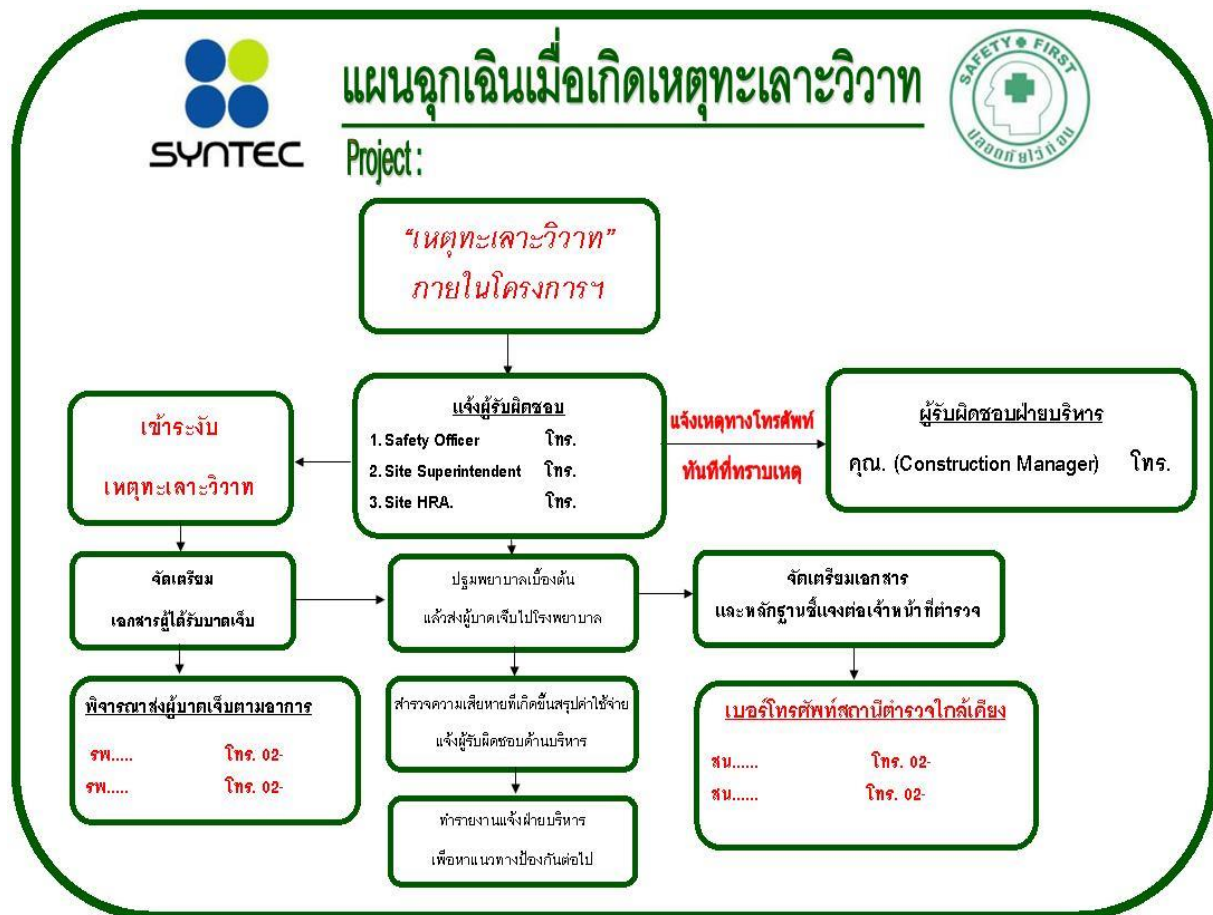 SYNTEC
แผนฉุกเฉินเมื่อเกิดเหตุทะเลาะวิวาท
SAFETY FIRST
ปลอดภัยไว้ก่อน
Project :
“เหตุทะเลาะวิวาท”
ภายในโครงการฯ
เข้าระงับ
เหตุทะเลาะวิวาท
แจ้งผู้รับผิดชอบ
1. Safety Officer โทร.
2. Site Superintendent โทร.
3. Site HRA. โทร.
แจ้งเหตุทางโทรศัพท์
ทันทีที่ทราบเหตุ
ผู้รับผิดชอบฝ่ายบริหาร
คุณ. (Construction Manager) โทร.
จัดเตรียม
เอกสารผู้ได้รับบาดเจ็บ
ปฐมพยาบาลเบื้องต้น
แล้วส่งผู้บาดเจ็บไปโรงพยาบาล
จัดเตรียมเอกสาร
และหลักฐานชี้แจงต่อเจ้าหน้าที่ตำรวจ
พิจารณาส่งผู้บาดเจ็บตามอาการ
รพ..... โทร. 02-
รพ..... โทร. 02-
สำรวจความเสียหายที่เกิดขึ้นสรุปค่าใช้จ่าย
แจ้งผู้รับผิดชอบด้านบริหาร
เบอร์โทรศัพท์สถานีตำรวจใกล้เคียง
สน...... โทร. 02-
สน...... โทร. 02-
ทำรายงานแจ้งฝ่ายบริหาร
เพื่อหาแนวทางป้องกันต่อไป